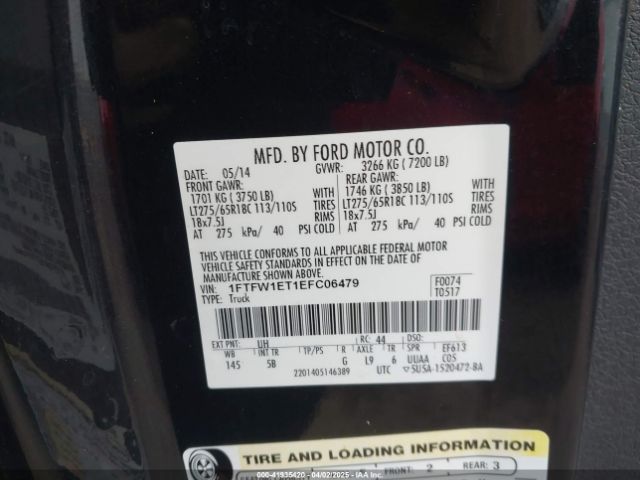 MFD. BY FORD MOTOR CO.
DATE: 05/14 GVWR: 3266 KG ( 7200 LB)
FRONT GAWR: REAR GAWR:
1701 KG ( 3750 LB) WITH 1746 KG ( 3850 LB) WITH
LT275/65R18C 113/110S TIRES LT275/65R18C 113/110S TIRES
18x7.5J RIMS 18x7.5J RIMS
AT 275 kPa/ 40 PSI COLD AT 275 kPa/ 40 PSI COLD
THIS VEHICLE CONFORMS TO ALL APPLICABLE FEDERAL MOTOR
VEHICLE SAFETY STANDARDS IN EFFECT ON THE DATE OF
MANUFACTURE SHOWN ABOVE.
VIN: 1FTFW1ET1EFC06479 F0074
TYPE: Truck T0517
EXT PNT: UH RC: 44 DSO:
WB INT TR TP/PS R AXLE TR SPR EF613
145 5B G L9 6 UUAA C05
2201405146389 UTC ▽5U5A-1520472-BA
TIRE AND LOADING INFORMATION
FRONT: 2 REAR: 3
000-41935420 - 04/02/2025 -